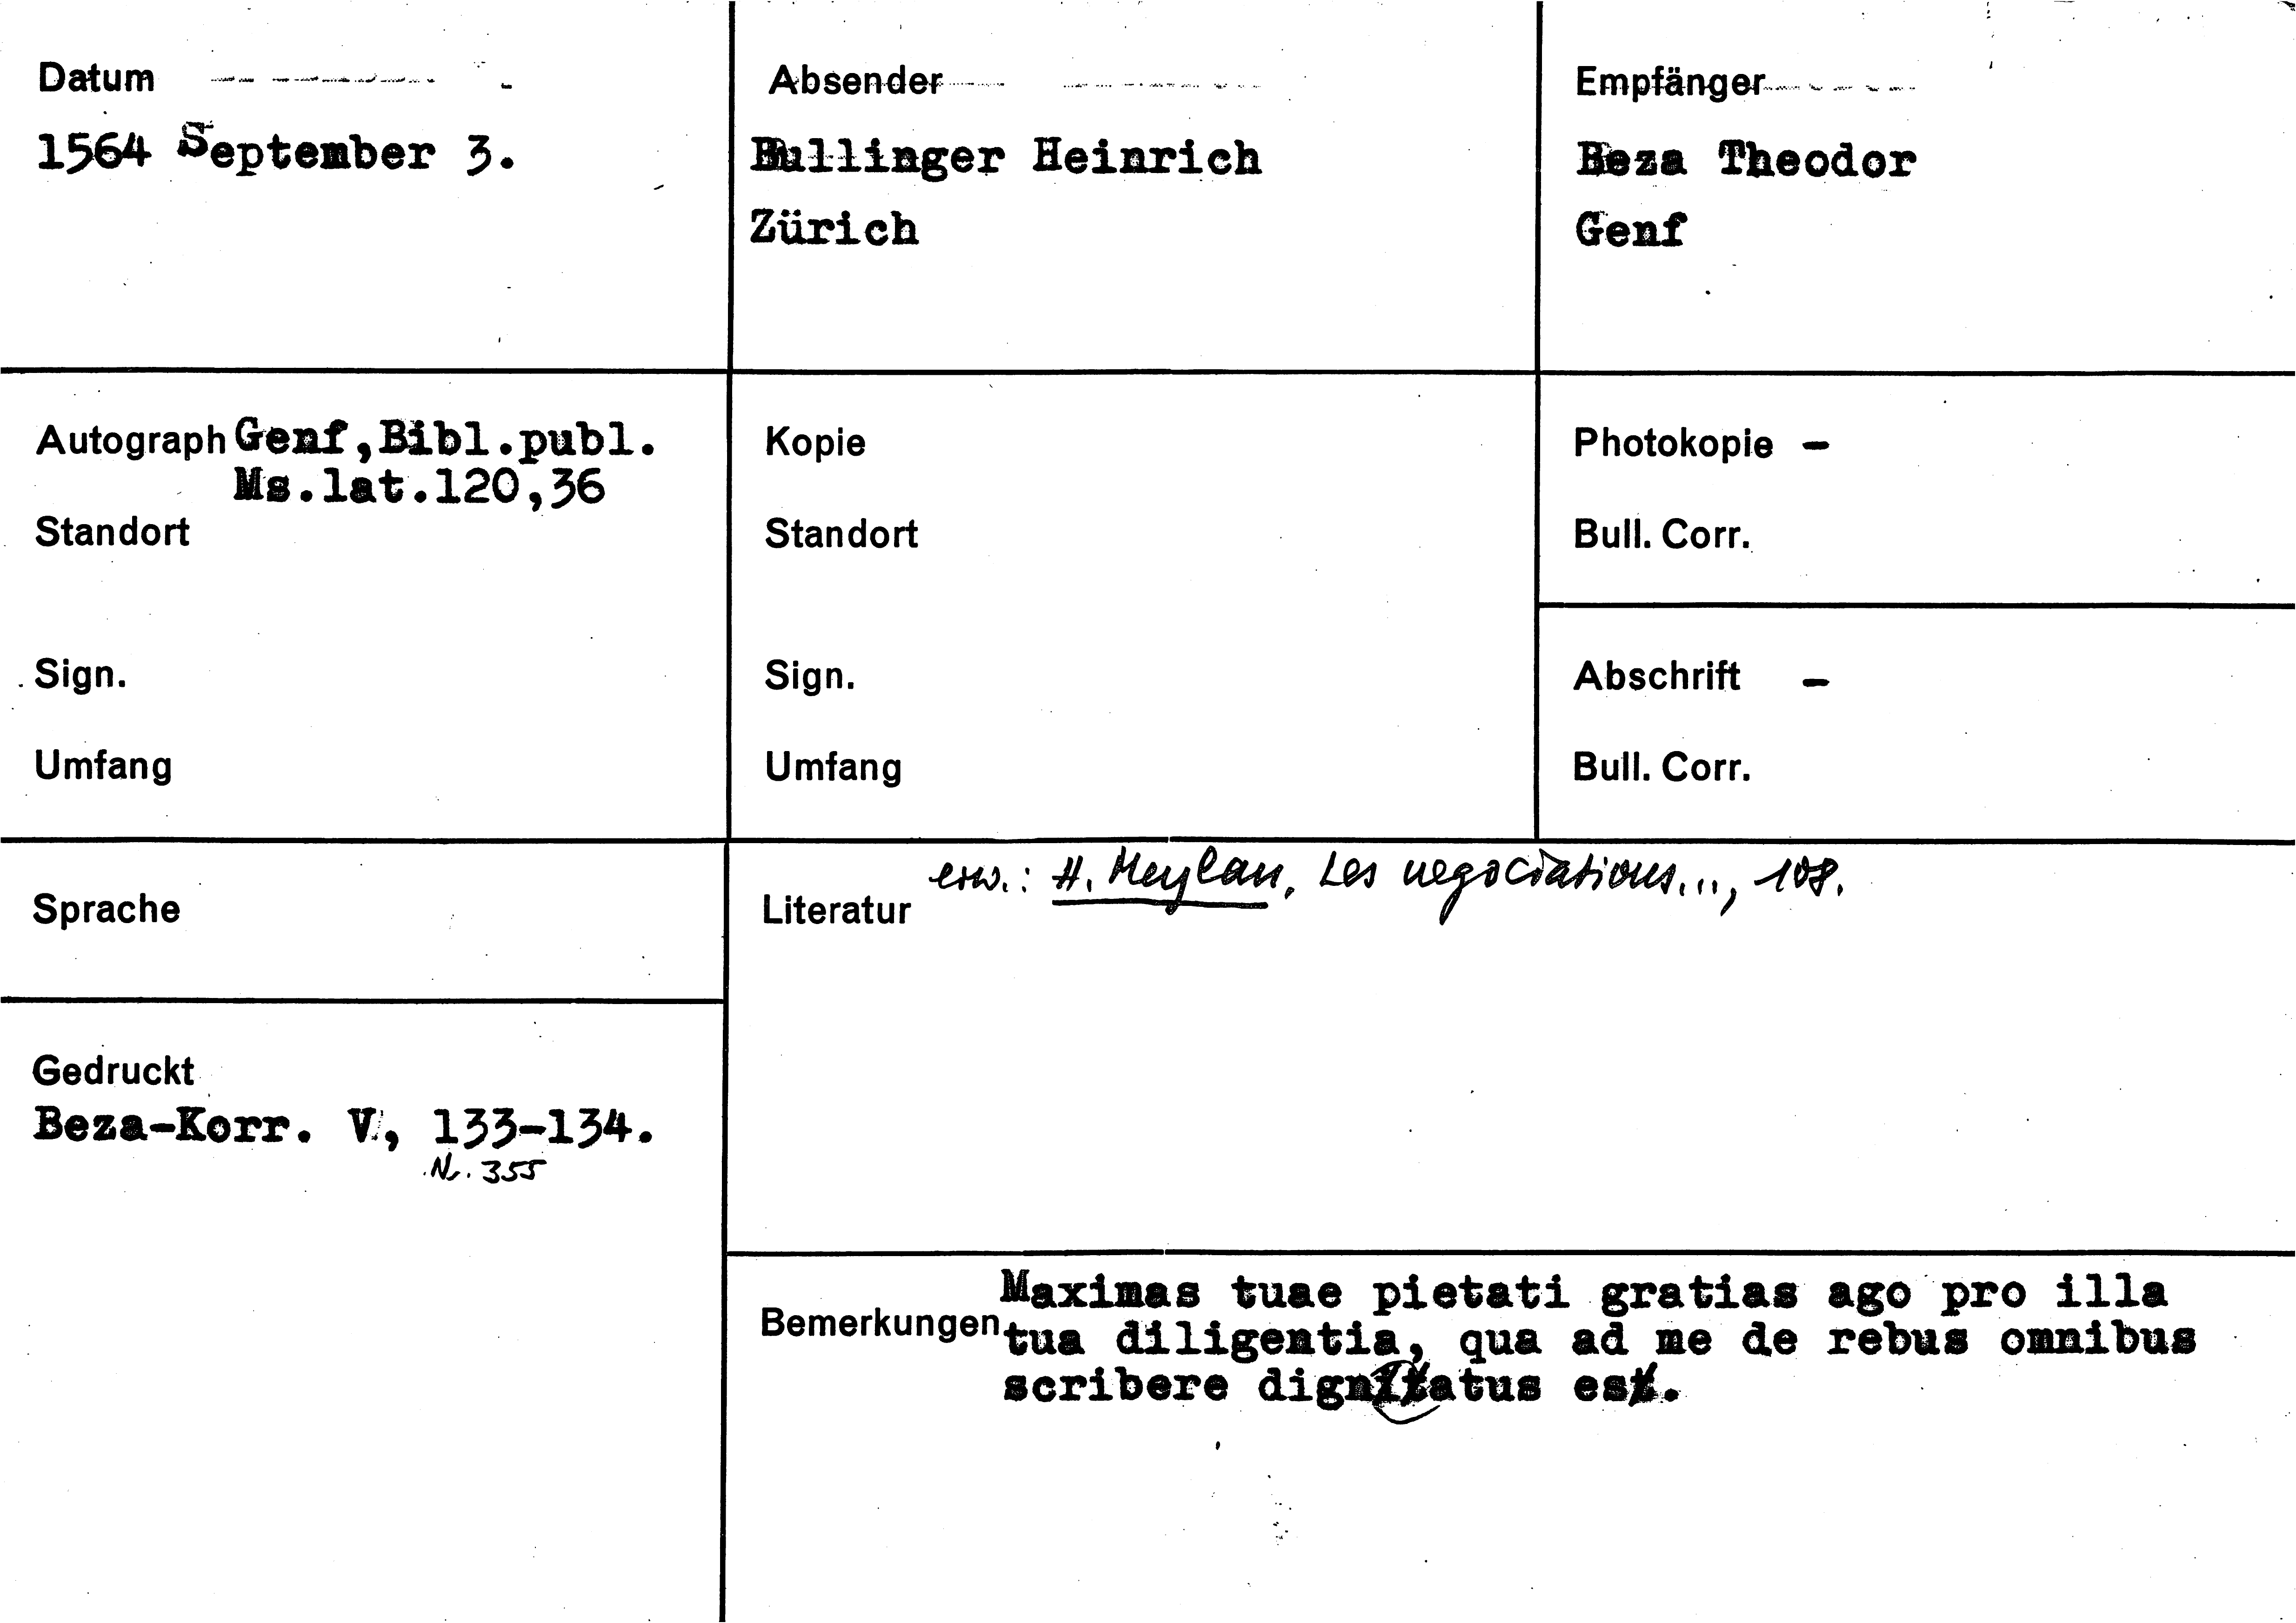 Datum
1564 September 3.
Absender
Bullinger Heinrich
Zürich
Empfänger
Beza Theodor
Genf
Autograph Genf,Bibl.publ.
Ms.lat.120,36
Standort
Sign.
Umfang
Kopie
Standort
Sign.
Umfang
Photokopie -
Bull. Corr.
Abschrift -
Bull. Corr.
Sprache
Gedruckt
Beza-Korr. V, 133-134.
Nr. 355
Literatur erw.: H. Meylan, Les negociations..., 108.
Bemerkungen
Maximas tuae pietati gratias ago pro illa
tua diligentia, qua ad me de rebus omnibus
scribere dignatus es.